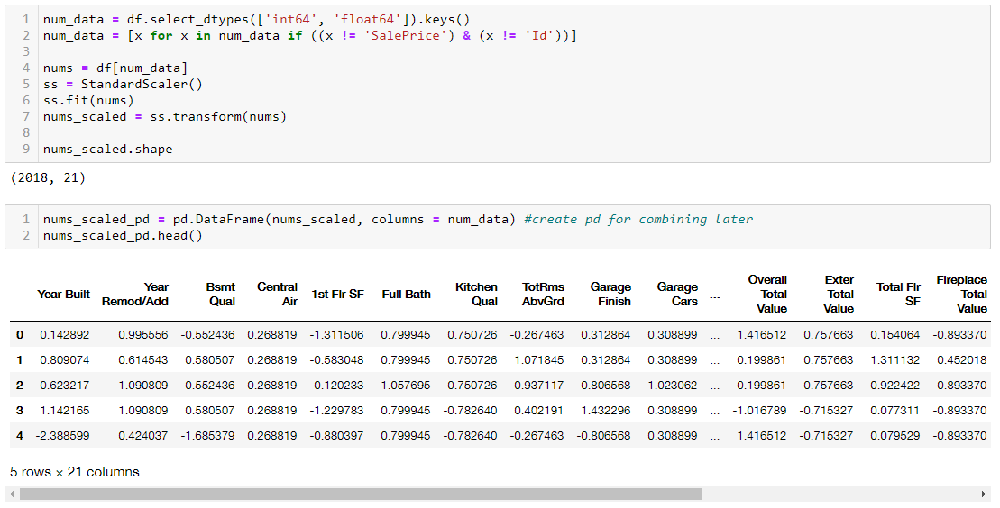 1 num_data = df.select_dtypes(['int64', 'float64']).keys()
2 num_data = [x for x in num_data if ((x != 'SalePrice') & (x != 'Id'))]
3
4 nums = df[num_data]
5 ss = StandardScaler()
6 ss.fit(nums)
7 nums_scaled = ss.transform(nums)
8
9 nums_scaled.shape
(2018, 21)
1 nums_scaled_pd = pd.DataFrame(nums_scaled, columns = num_data) #create pd for combining later
2 nums_scaled_pd.head()
Year Built Year Remod/Add Bsmt Qual Central Air 1st Flr SF Full Bath Kitchen Qual TotRms AbvGrd Garage Finish Garage Cars ... Overall Total Value Exter Total Value Total Flr SF Fireplace Total Value
0 0.142892 0.995556 -0.552436 0.268819 -1.311506 0.799945 0.750726 -0.267463 0.312864 0.308899 ... 1.416512 0.757663 0.154064 -0.893370
1 0.809074 0.614543 0.580507 0.268819 -0.583048 0.799945 0.750726 1.071845 0.312864 0.308899 ... 0.199861 0.757663 1.311132 0.452018
2 -0.623217 1.090809 -0.552436 0.268819 -0.120233 -1.057695 0.750726 -0.937117 -0.806568 -1.023062 ... 0.199861 0.757663 -0.922422 -0.893370
3 1.142165 1.090809 0.580507 0.268819 -1.229783 0.799945 -0.782640 0.402191 1.432296 0.308899 ... -1.016789 -0.715327 0.077311 -0.893370
4 -2.388599 0.424037 -1.685379 0.268819 -0.880397 0.799945 -0.782640 -0.267463 -0.806568 0.308899 ... 1.416512 -0.715327 0.079529 -0.893370
5 rows × 21 columns